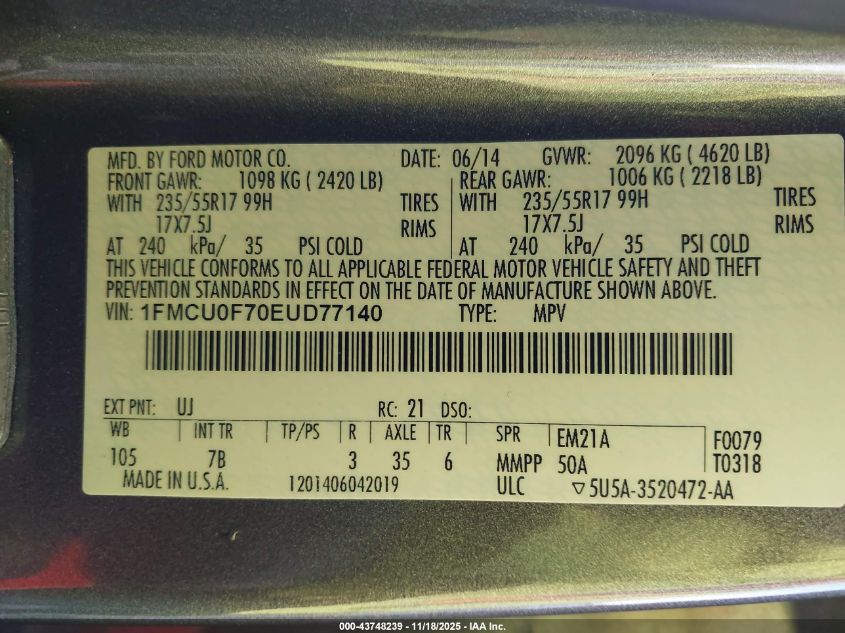 MFD. BY FORD MOTOR CO. DATE: 06/14 GVWR: 2096 KG ( 4620 LB)
FRONT GAWR: 1098 KG ( 2420 LB) REAR GAWR: 1006 KG ( 2218 LB)
WITH 235/55R17 99H TIRES WITH 235/55R17 99H TIRES
17X7.5J RIMS 17X7.5J RIMS
AT 240 kPa/ 35 PSI COLD AT 240 kPa/ 35 PSI COLD
THIS VEHICLE CONFORMS TO ALL APPLICABLE FEDERAL MOTOR VEHICLE SAFETY AND THEFT
PREVENTION STANDARDS IN EFFECT ON THE DATE OF MANUFACTURE SHOWN ABOVE.
VIN: 1FMCU0F70EUD77140 TYPE: MPV
EXT PNT: UJ RC: 21 DSO:
WB INT TR TP/PS R AXLE TR SPR EM21A F0079
105 7B 3 35 6 MMPP 50A T0318
MADE IN U.S.A. 1201406042019 ULC ▽5U5A-3520472-AA
000-43748239 - 11/18/2025 - IAA Inc.